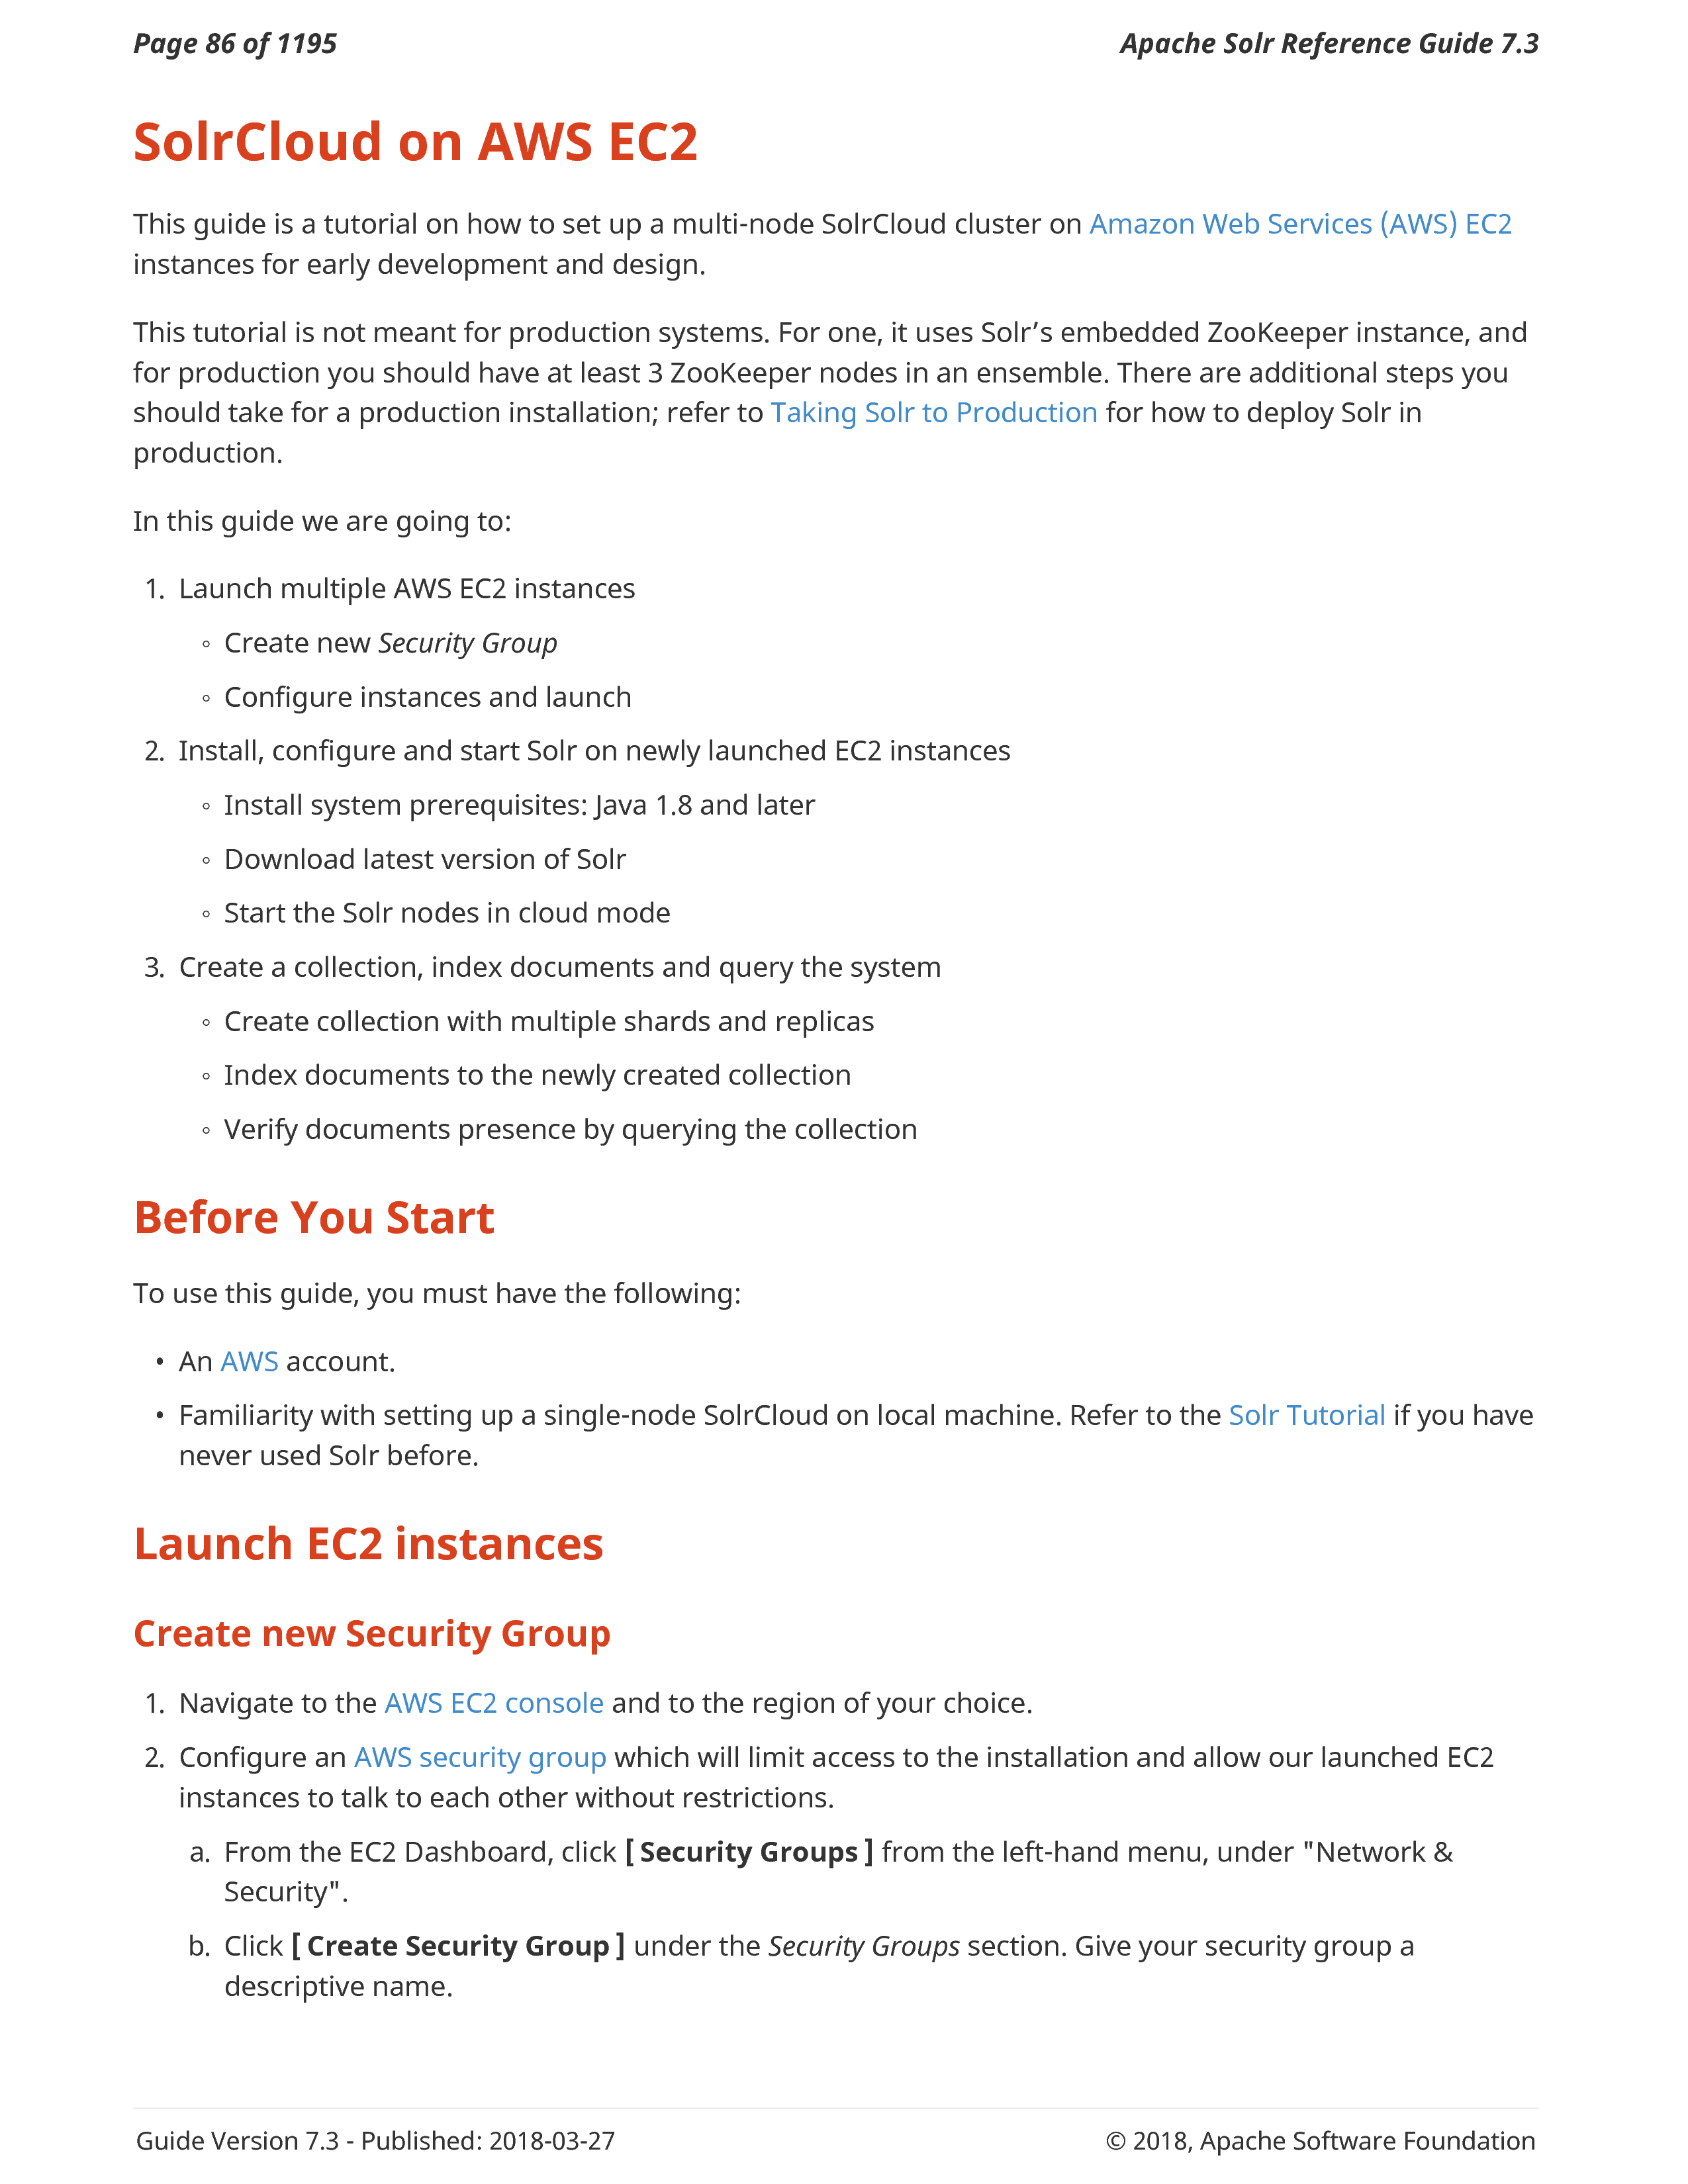 Page 86 of 1195
Apache Solr Reference Guide 7.3
SolrCloud on AWS EC2
This guide is a tutorial on how to set up a multi-node SolrCloud cluster on Amazon Web Services (AWS) EC2
instances for early development and design.
This tutorial is not meant for production systems. For one, it uses Solr’s embedded ZooKeeper instance, and
for production you should have at least 3 ZooKeeper nodes in an ensemble. There are additional steps you
should take for a production installation; refer to Taking Solr to Production for how to deploy Solr in
production.
In this guide we are going to:
1. Launch multiple AWS EC2 instances
◦ Create new Security Group
◦ Configure instances and launch
2. Install, configure and start Solr on newly launched EC2 instances
◦ Install system prerequisites: Java 1.8 and later
◦ Download latest version of Solr
◦ Start the Solr nodes in cloud mode
3. Create a collection, index documents and query the system
◦ Create collection with multiple shards and replicas
◦ Index documents to the newly created collection
◦ Verify documents presence by querying the collection
Before You Start
To use this guide, you must have the following:
• An AWS account.
• Familiarity with setting up a single-node SolrCloud on local machine. Refer to the Solr Tutorial if you have
never used Solr before.
Launch EC2 instances
Create new Security Group
1. Navigate to the AWS EC2 console and to the region of your choice.
2. Configure an AWS security group which will limit access to the installation and allow our launched EC2
instances to talk to each other without restrictions.
a. From the EC2 Dashboard, click [ Security Groups ] from the left-hand menu, under "Network &
Security".
b. Click [ Create Security Group ] under the Security Groups section. Give your security group a
descriptive name.
Guide Version 7.3 - Published: 2018-03-27
© 2018, Apache Software Foundation